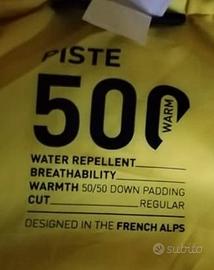 PISTE
500
WARM
WATER REPELLENT
BREATHABILITY
WARMTH 50/50 DOWN PADDING
CUT REGULAR
DESIGNED IN THE FRENCH ALPS
subito